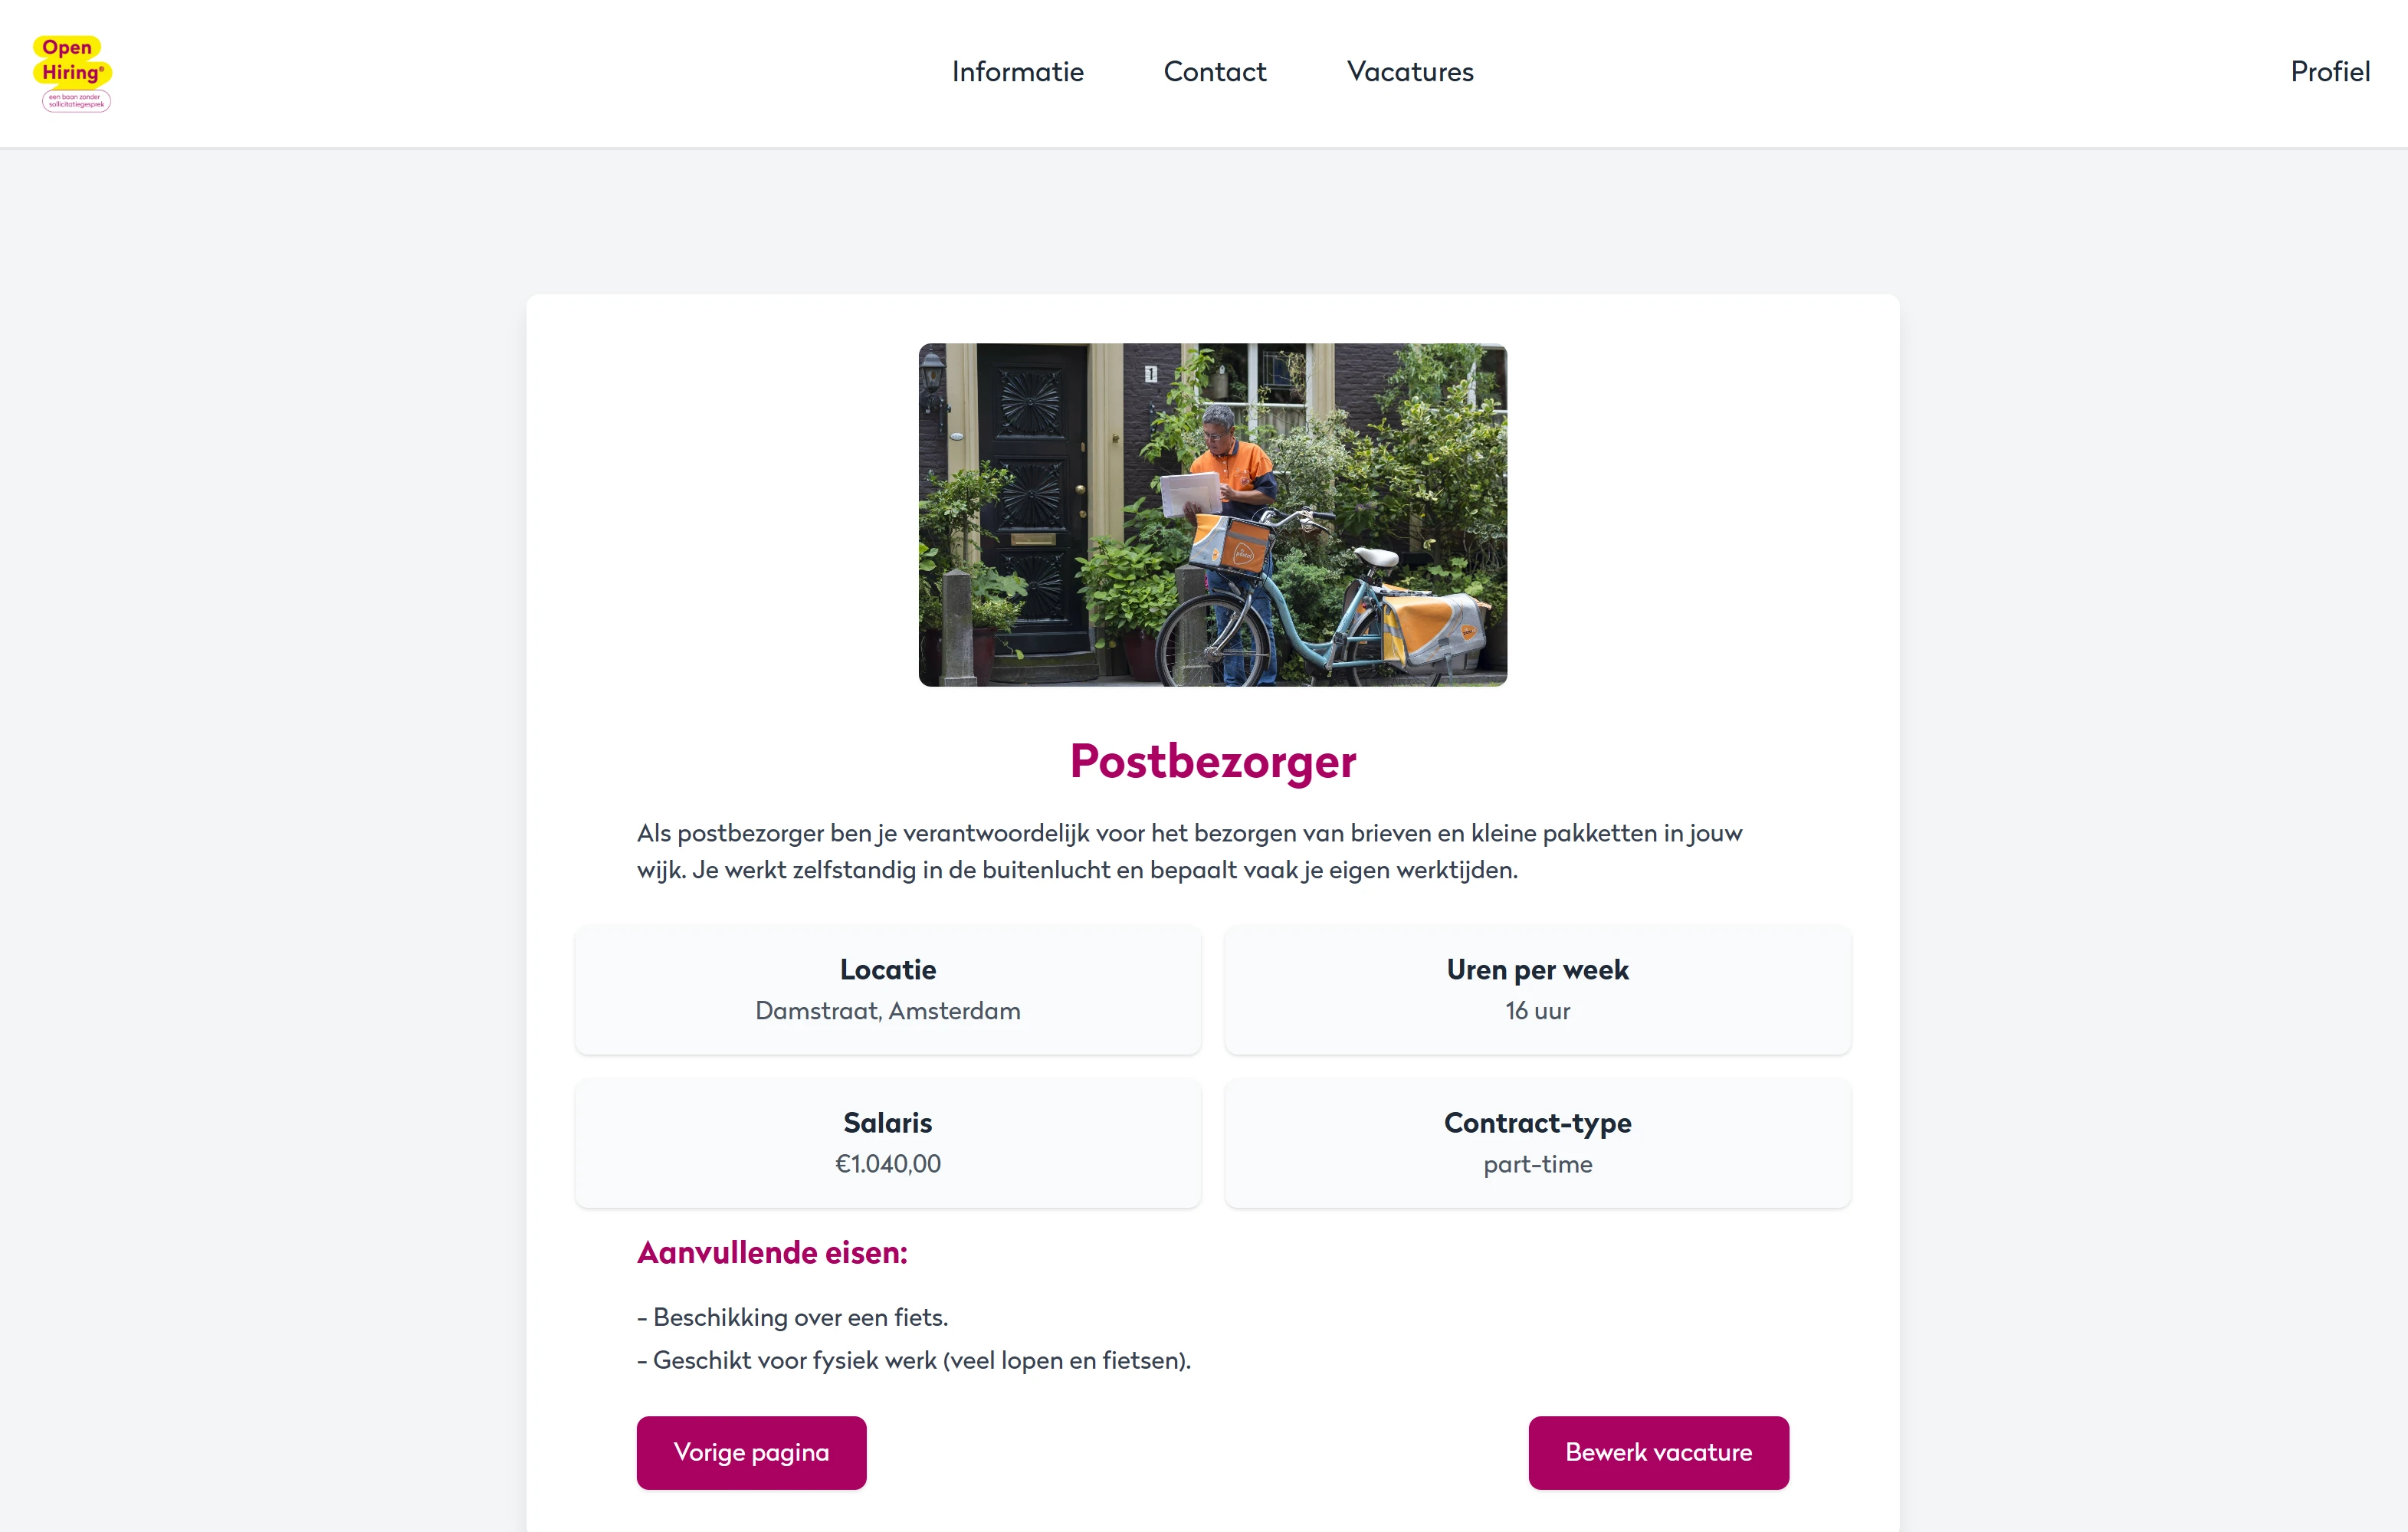 Open
Hiring®
een baan zonder
sollicitatiegesprek
Informatie
Contact
Vacatures
Profiel
1
Postbezorger
Als postbezorger ben je verantwoordelijk voor het bezorgen van brieven en kleine pakketten in jouw
wijk. Je werkt zelfstandig in de buitenlucht en bepaalt vaak je eigen werktijden.
Locatie
Damstraat, Amsterdam
Uren per week
16 uur
Salaris
€1.040,00
Contract-type
part-time
Aanvullende eisen:
- Beschikking over een fiets.
- Geschikt voor fysiek werk (veel lopen en fietsen).
Vorige pagina
Bewerk vacature